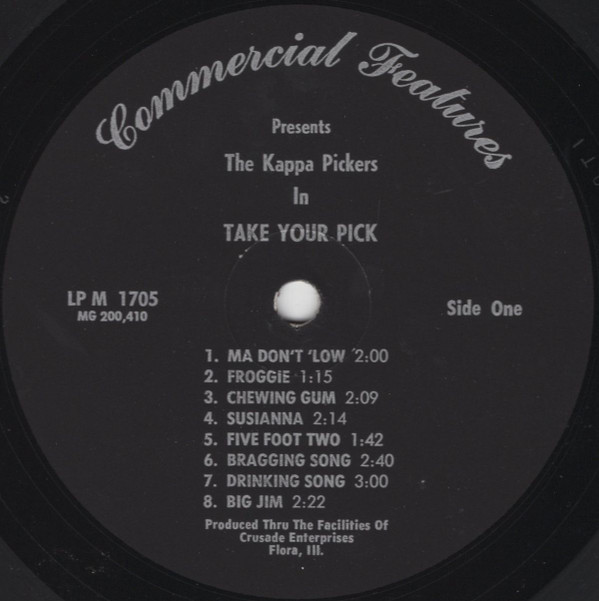 Commercial Features
Presents
The Kappa Pickers
In
TAKE YOUR PICK
LP M 1705
MG 200,410
Side One
1. MA DON'T 'LOW 2:00
2. FROGGIE 1:15
3. CHEWING GUM 2:09
4. SUSIANNA 2:14
5. FIVE FOOT TWO 1:42
6. BRAGGING SONG 2:40
7. DRINKING SONG 3:00
8. BIG JIM 2:22
Produced Thru The Facilities Of
Crusade Enterprises
Flora, Ill.